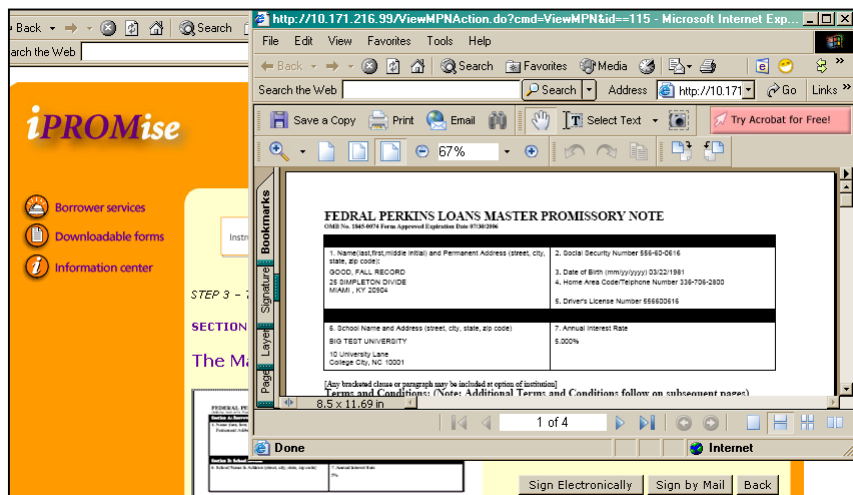 Back
Search
arch the Web
iPROMise
Borrower services
Downloadable forms
Information center
Instr
STEP 3 -
SECTION
The Ma
http://10.171.216.99/ViewMPNAction.do?cmd=ViewMPN&id==115 - Microsoft Internet Exp...
File Edit View Favorites Tools Help
Back Search Favorites Media
Search the Web Search Address http://10.171 Go Links »
Save a Copy Print Email Select Text Try Acrobat for Free!
67%
Bookmarks
Signature
Layer
Page
FEDRAL PERKINS LOANS MASTER PROMISSORY NOTE
OMB No. 1845-0074 Form Approved Expiration Date 07/30/2006
1. Name(last,first,middle initial) and Permanent Address (street, city, state, zip code):
GOOD, FALL RECORD
25 SIMPLETON DIVIDE
MIAMI , KY 20904
2. Social Security Number 556-60-0616
3. Date of Birth (mm/yy/yyyy) 03/22/1981
4. Home Area Code/Telphone Number 336-706-2800
5. Driver's License Number 556600616
6. School Name and Address (street, city, state, zip code)
BIG TEST UNIVERSITY
10 University Lane
College City, NC 10001
7. Annual Interest Rate
5.000%
[Any bracketed clause or paragraph may be included at option of institution]
Terms and Conditions: (Note: Additional Terms and Conditions follow on subsequent pages)
8.5 x 11.69 in
1 of 4
Done
Internet
Sign Electronically Sign by Mail Back